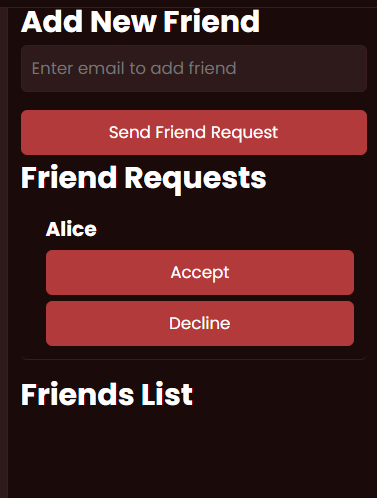 Add New Friend
Enter email to add friend
Send Friend Request
Friend Requests
Alice
Accept
Decline
Friends List